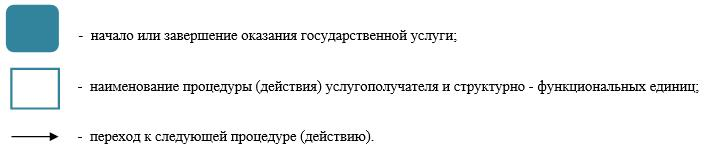 - начало или завершение оказания государственной услуги;
- наименование процедуры (действия) услугополучателя и структурно - функциональных единиц;
- переход к следующей процедуре (действию).